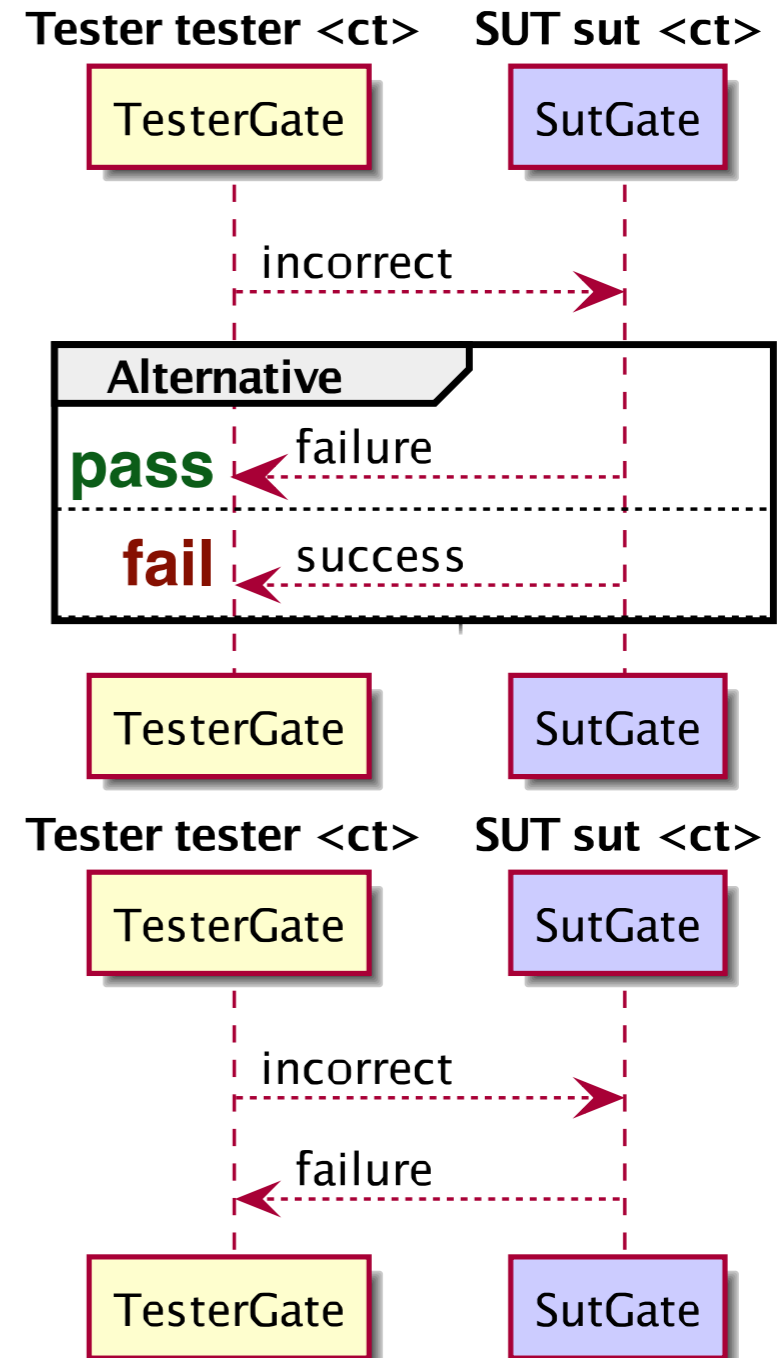 Tester tester <ct> SUT sut <ct>
TesterGate SutGate
incorrect
Alternative
failure
pass
success
fail
TesterGate SutGate
Tester tester <ct> SUT sut <ct>
TesterGate SutGate
incorrect
failure
TesterGate SutGate